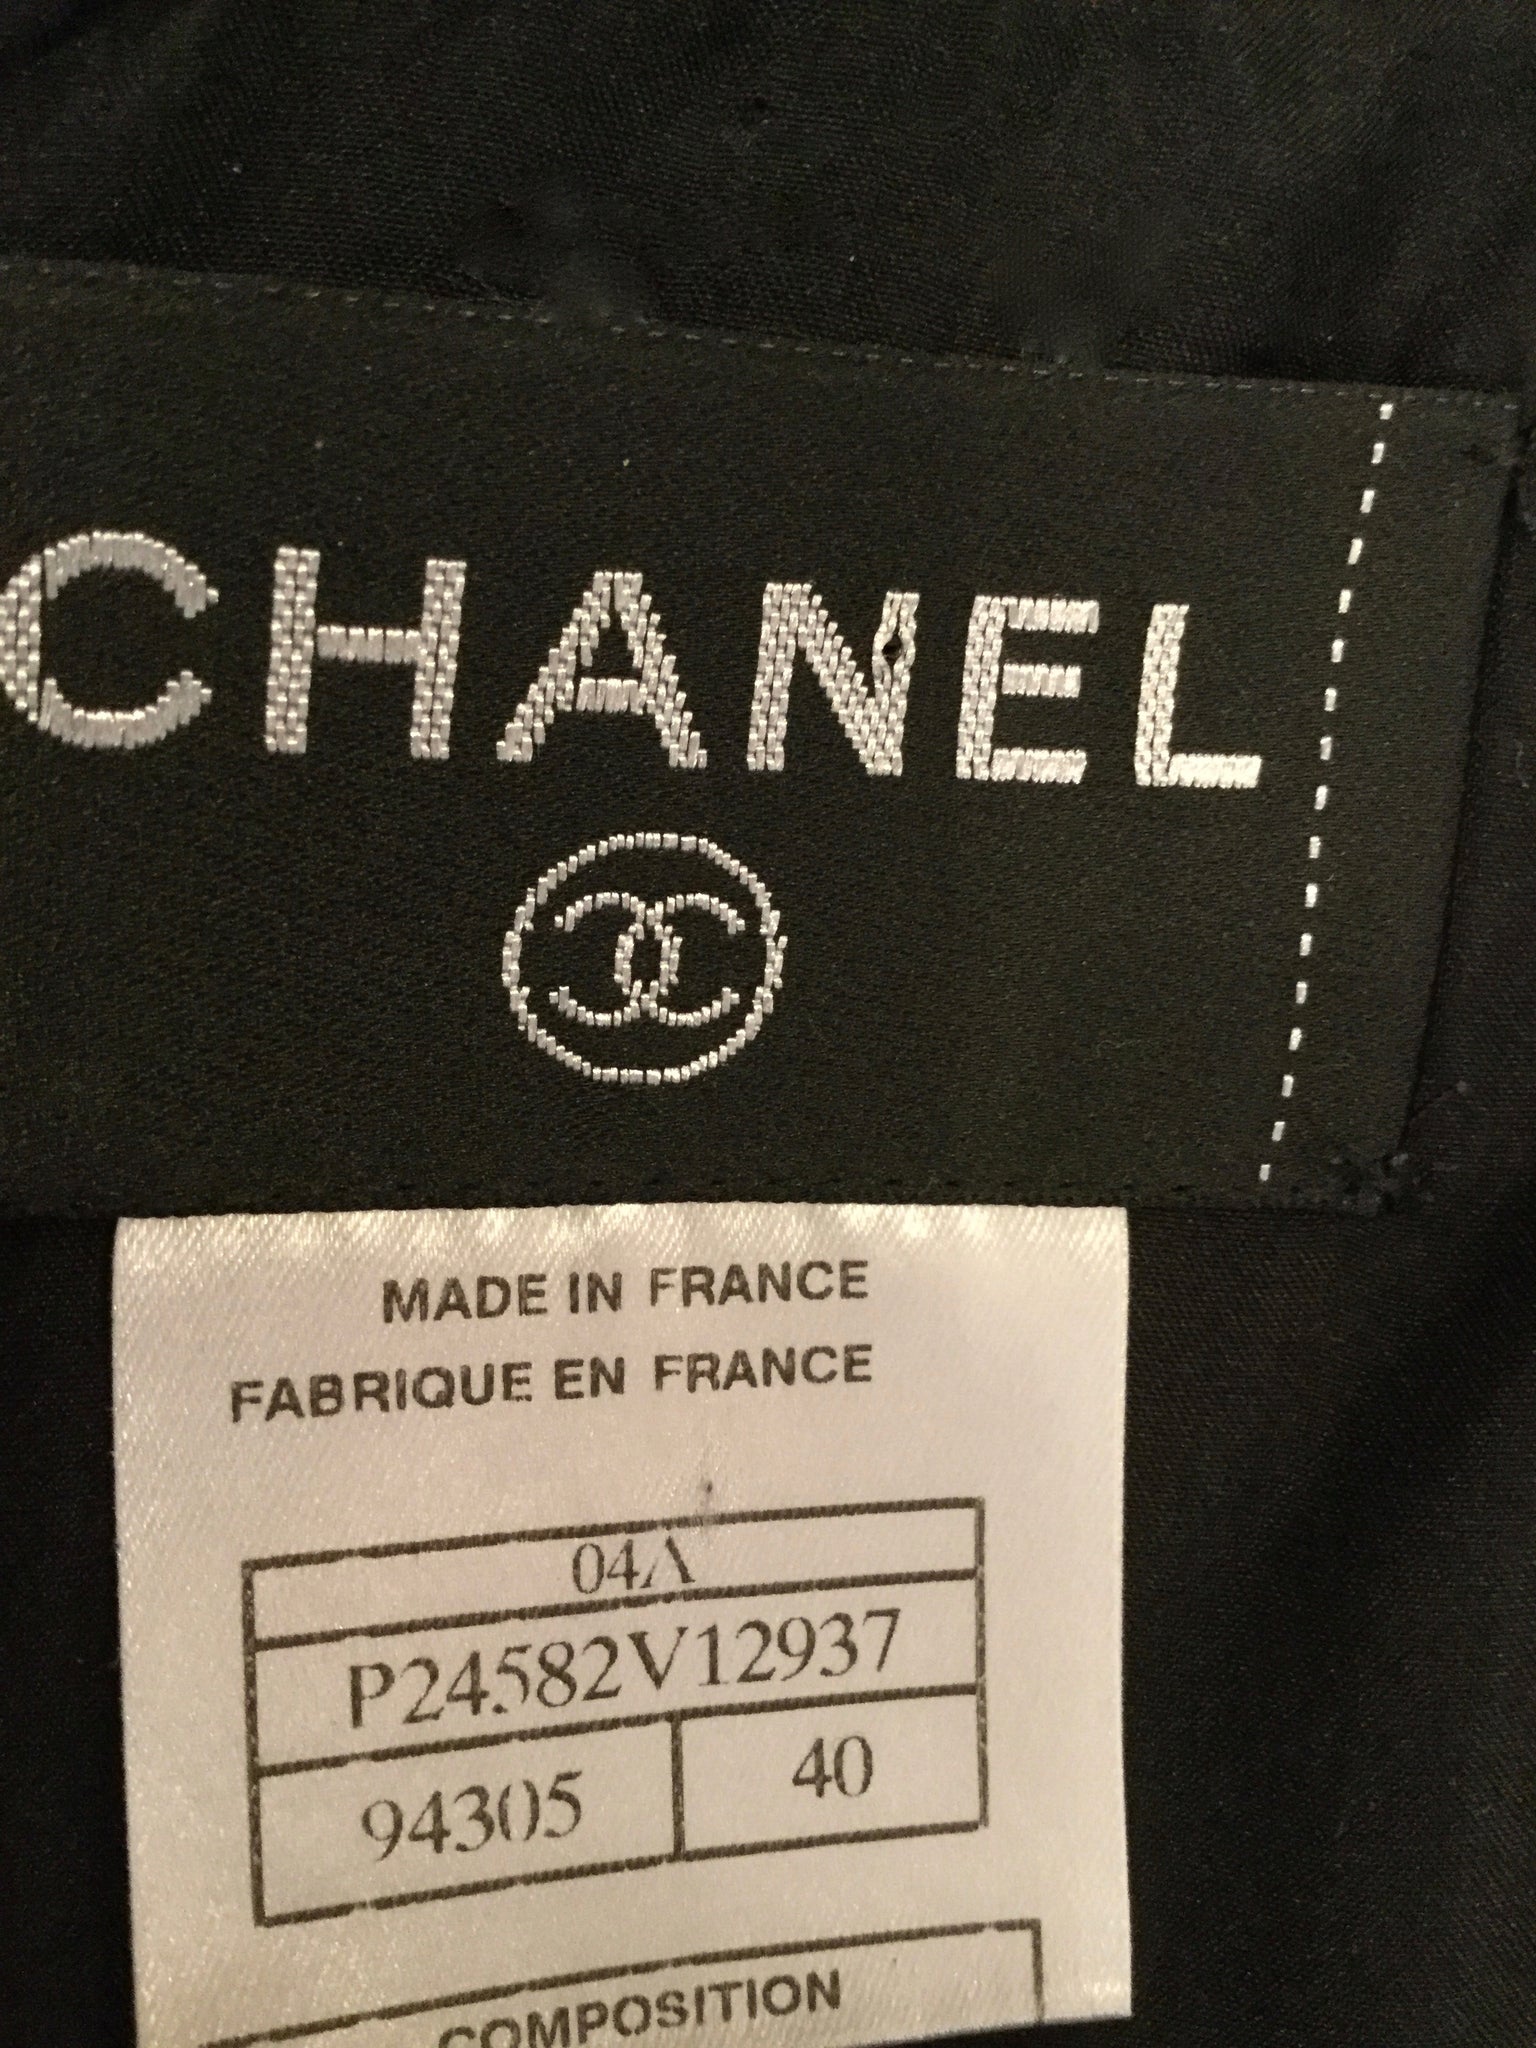 CHANEL
MADE IN FRANCE
FABRIQUE EN FRANCE
04A
P24582V12937
94305 40
COMPOSITION